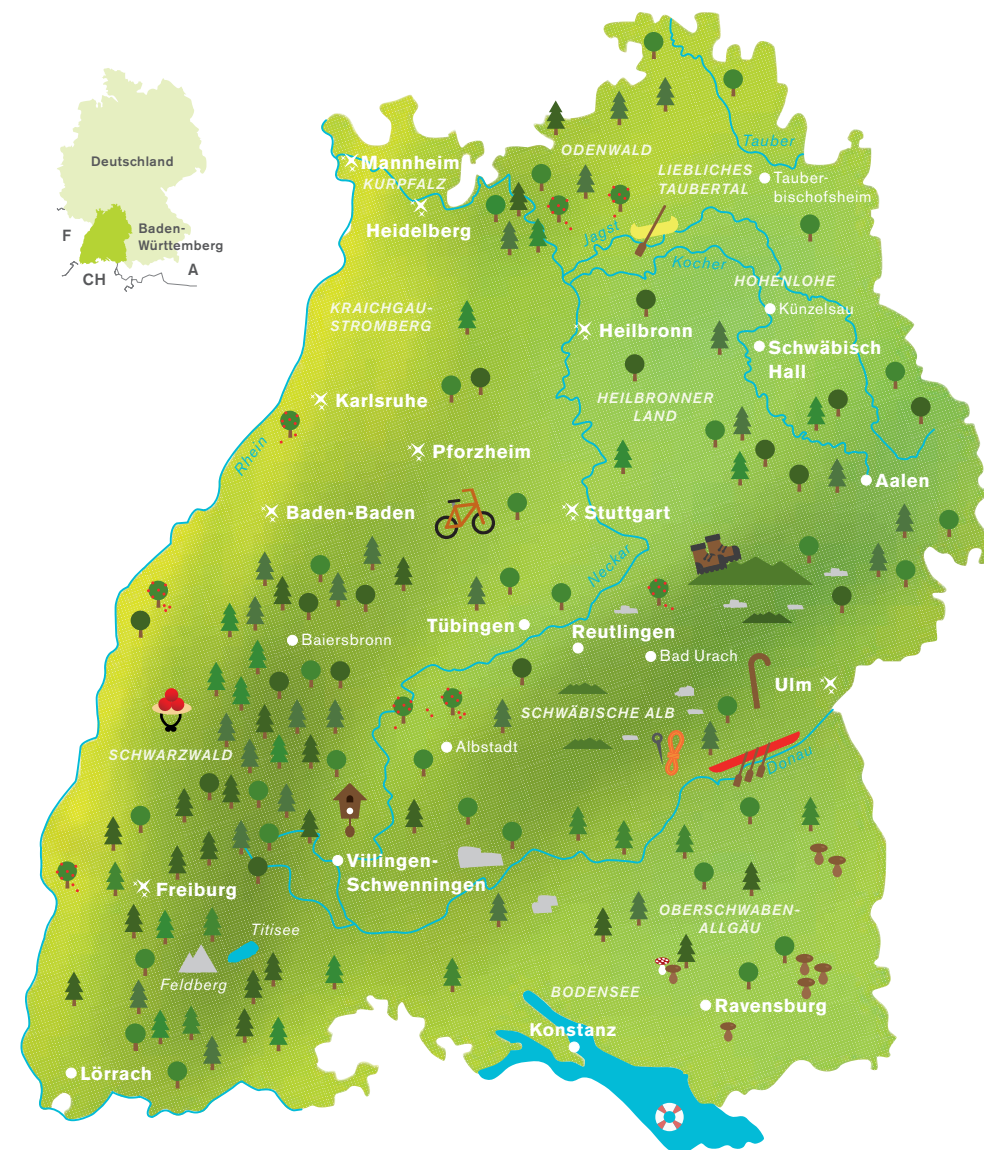 Deutschland
F
Baden-
Württemberg
CH
A
Tauber
ODENWALD
Mannheim
KURPFALZ
LIEBLICHES
TAUBERTAL
Tauber-
bischofsheim
Heidelberg
Jagst
Kocher
HOHENLOHE
Künzelsau
KRAICHGAU-
STROMBERG
Heilbronn
Schwäbisch
Hall
Karlsruhe
HEILBRONNER
LAND
Rhein
Pforzheim
Aalen
Baden-Baden
Stuttgart
Neckar
Tübingen
Reutlingen
Baiersbronn
Bad Urach
Ulm
SCHWÄBISCHE ALB
SCHWARZWALD
Albstadt
Donau
Villingen-
Schwenningen
Freiburg
OBERSCHWABEN-
ALLGÄU
Titisee
Feldberg
BODENSEE
Ravensburg
Konstanz
Lörrach